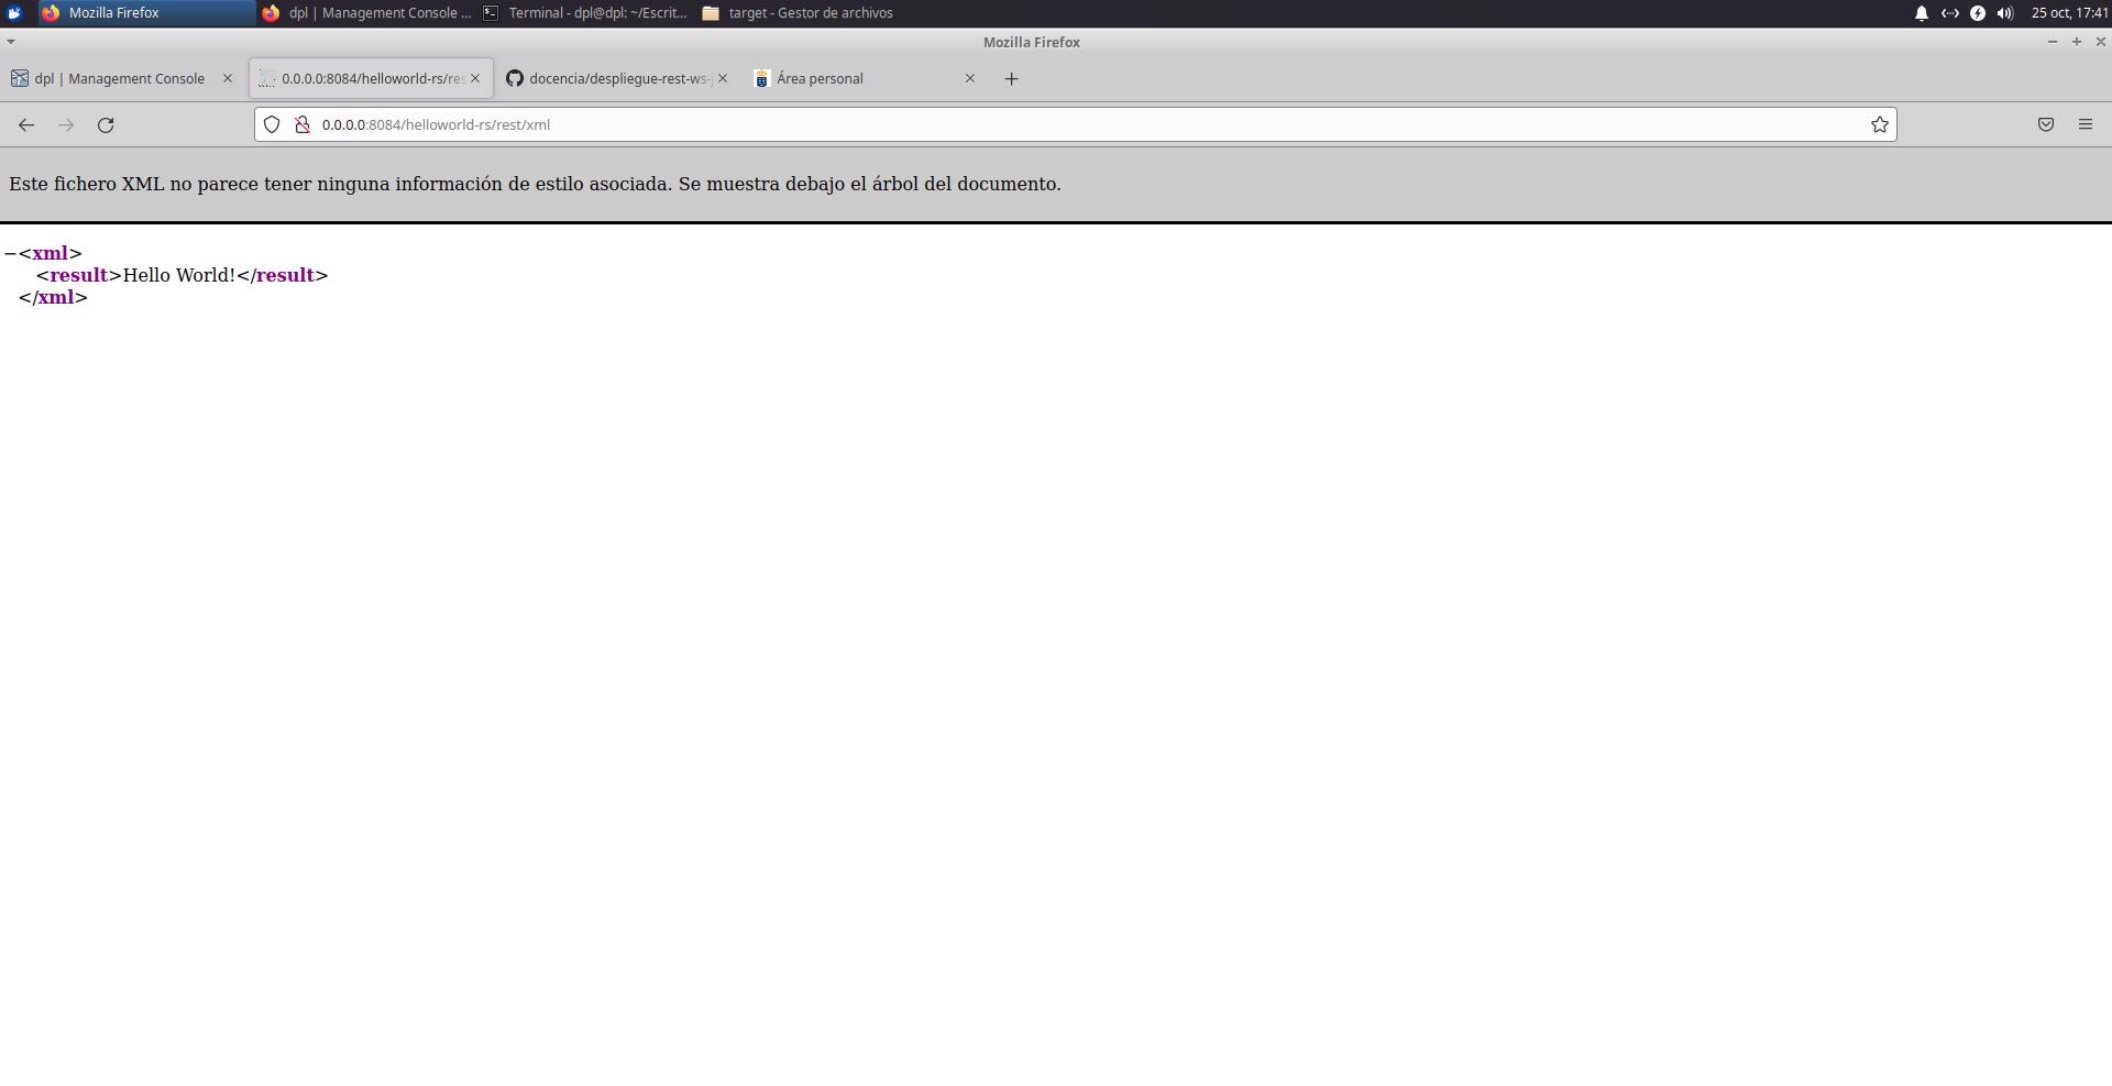 Mozilla Firefox
dpl | Management Console ...
Terminal - dpl@dpl: ~/Escrit...
target - Gestor de archivos
25 oct, 17:41
Mozilla Firefox
dpl | Management Console
0.0.0.0:8084/helloworld-rs/res
docencia/despliegue-rest-ws-
Área personal
0.0.0.0:8084/helloworld-rs/rest/xml
Este fichero XML no parece tener ninguna información de estilo asociada. Se muestra debajo el árbol del documento.
−<xml>
<result>Hello World!</result>
</xml>